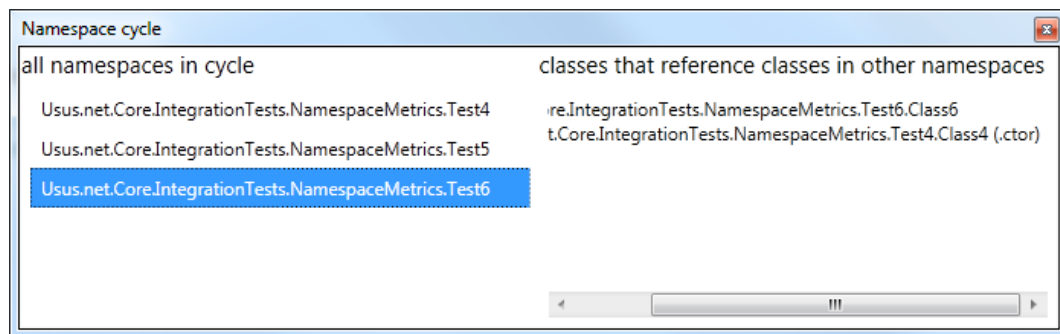 Namespace cycle
all namespaces in cycle
Usus.net.Core.IntegrationTests.NamespaceMetrics.Test4
Usus.net.Core.IntegrationTests.NamespaceMetrics.Test5
Usus.net.Core.IntegrationTests.NamespaceMetrics.Test6
classes that reference classes in other namespaces
re.IntegrationTests.NamespaceMetrics.Test6.Class6
t.Core.IntegrationTests.NamespaceMetrics.Test4.Class4 (.ctor)